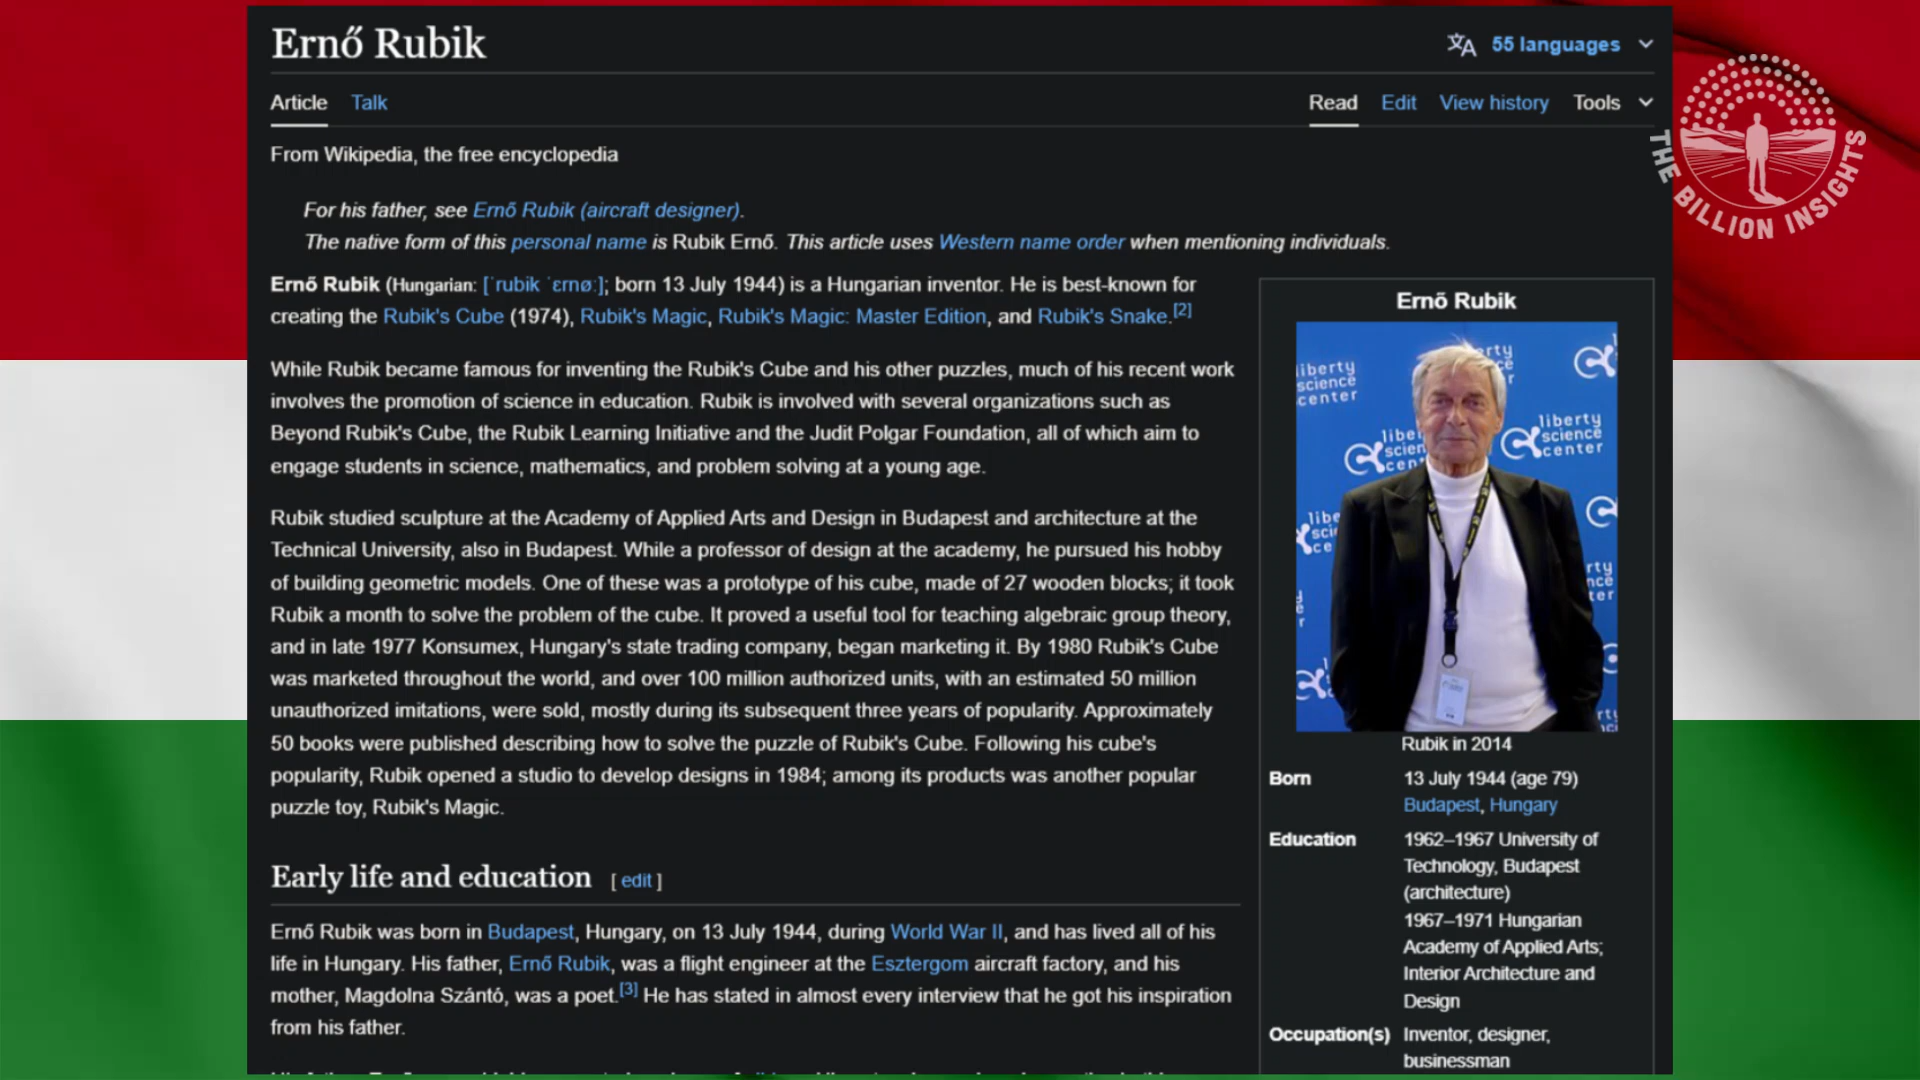 Ernő Rubik
55 languages
Article Talk
Read Edit View history Tools
From Wikipedia, the free encyclopedia
THE BILLION INSIGHTS
For his father, see Ernő Rubik (aircraft designer).
The native form of this personal name is Rubik Ernő. This article uses Western name order when mentioning individuals.
Ernő Rubik (Hungarian: [ˈrubik ˈɛrnøː]; born 13 July 1944) is a Hungarian inventor. He is best-known for
creating the Rubik's Cube (1974), Rubik's Magic, Rubik's Magic: Master Edition, and Rubik's Snake.[2]
While Rubik became famous for inventing the Rubik's Cube and his other puzzles, much of his recent work
involves the promotion of science in education. Rubik is involved with several organizations such as
Beyond Rubik's Cube, the Rubik Learning Initiative and the Judit Polgar Foundation, all of which aim to
engage students in science, mathematics, and problem solving at a young age.
Rubik studied sculpture at the Academy of Applied Arts and Design in Budapest and architecture at the
Technical University, also in Budapest. While a professor of design at the academy, he pursued his hobby
of building geometric models. One of these was a prototype of his cube, made of 27 wooden blocks; it took
Rubik a month to solve the problem of the cube. It proved a useful tool for teaching algebraic group theory,
and in late 1977 Konsumex, Hungary's state trading company, began marketing it. By 1980 Rubik's Cube
was marketed throughout the world, and over 100 million authorized units, with an estimated 50 million
unauthorized imitations, were sold, mostly during its subsequent three years of popularity. Approximately
50 books were published describing how to solve the puzzle of Rubik's Cube. Following his cube's
popularity, Rubik opened a studio to develop designs in 1984; among its products was another popular
puzzle toy, Rubik's Magic.
Early life and education [ edit ]
Ernő Rubik was born in Budapest, Hungary, on 13 July 1944, during World War II, and has lived all of his
life in Hungary. His father, Ernő Rubik, was a flight engineer at the Esztergom aircraft factory, and his
mother, Magdolna Szántó, was a poet.[3] He has stated in almost every interview that he got his inspiration
from his father.
Ernő Rubik
liberty
science
center
liberty
science
center
Rubik in 2014
Born 13 July 1944 (age 79)
Budapest, Hungary
Education 1962–1967 University of
Technology, Budapest
(architecture)
1967–1971 Hungarian
Academy of Applied Arts;
Interior Architecture and
Design
Occupation(s) Inventor, designer,
businessman